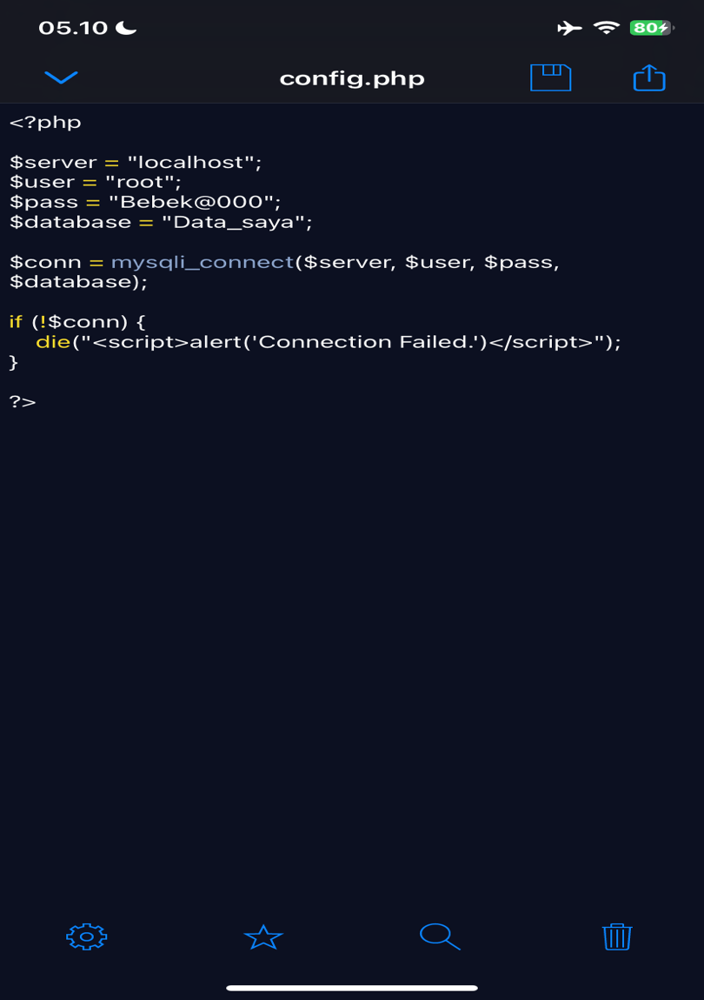 05.10
80
config.php
<?php
$server = "localhost";
$user = "root";
$pass = "Bebek@000";
$database = "Data_saya";
$conn = mysqli_connect($server, $user, $pass,
$database);
if (!$conn) {
die("<script>alert('Connection Failed.')</script>");
}
?>